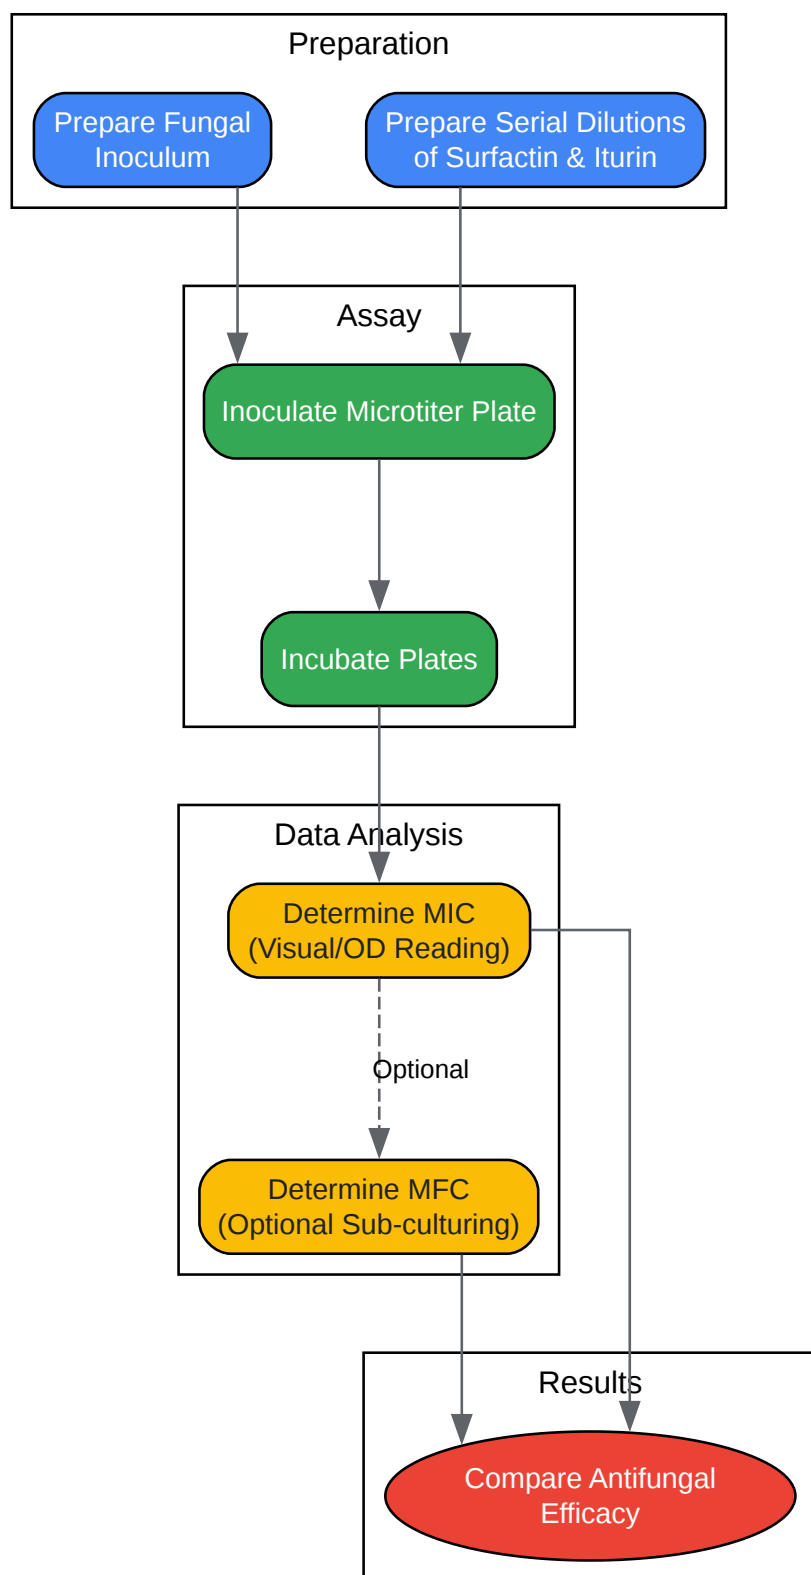 Preparation
Prepare Fungal
Inoculum
Prepare Serial Dilutions
of Surfactin & Iturin
Assay
Inoculate Microtiter Plate
Incubate Plates
Data Analysis
Determine MIC
(Visual/OD Reading)
Optional
Determine MFC
(Optional Sub-culturing)
Results
Compare Antifungal
Efficacy